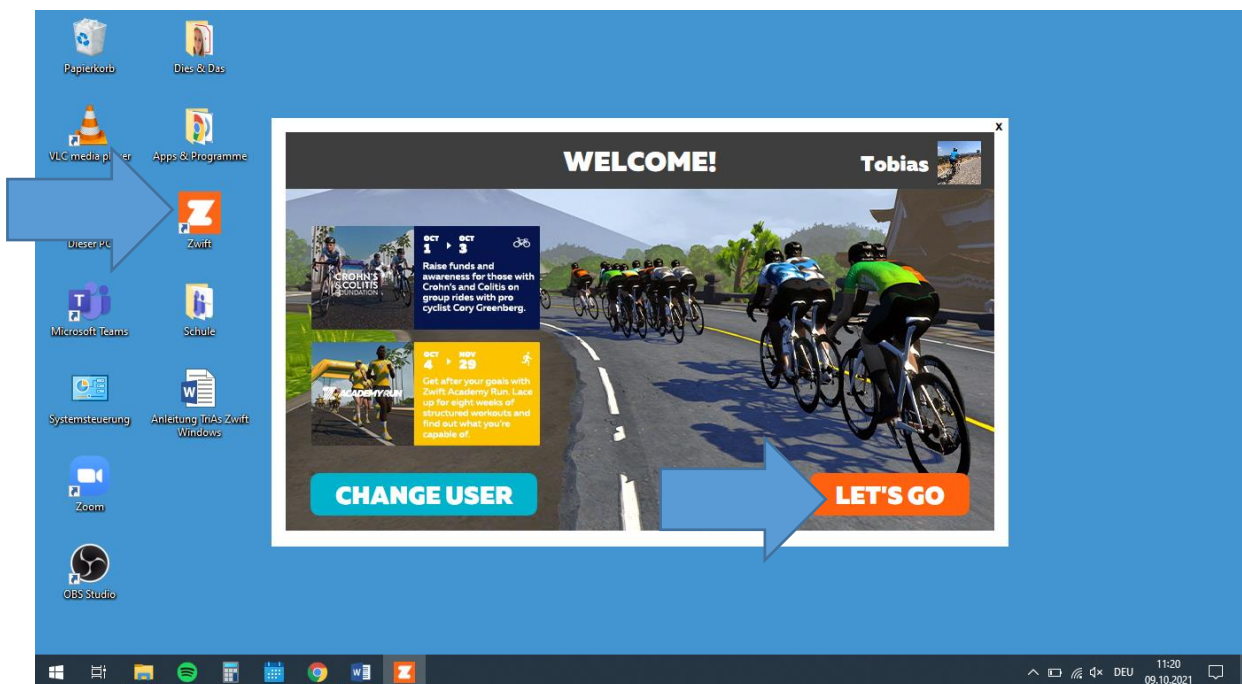 Papierkorb
Dies & Das
VLC media pl er
Apps & Programme
Dieser PC
Zwift
Microsoft Teams
Schule
Systemsteuerung
Anleitung TriAs Zwift
Windows
Zoom
OBS Studio
x
WELCOME!
Tobias
CROHN'S
& COLITIS
FOUNDATION
OCT OCT
1 ▸ 3
Raise funds and
awareness for those with
Crohn's and Colitis on
group rides with pro
cyclist Cory Greenberg.
ACADEMY RUN
OCT NOV
4 ▸ 29
Get after your goals with
Zwift Academy Run. Lace
up for eight weeks of
structured workouts and
find out what you're
capable of.
CHANGE USER
LET'S GO
DEU
11:20
09.10.2021